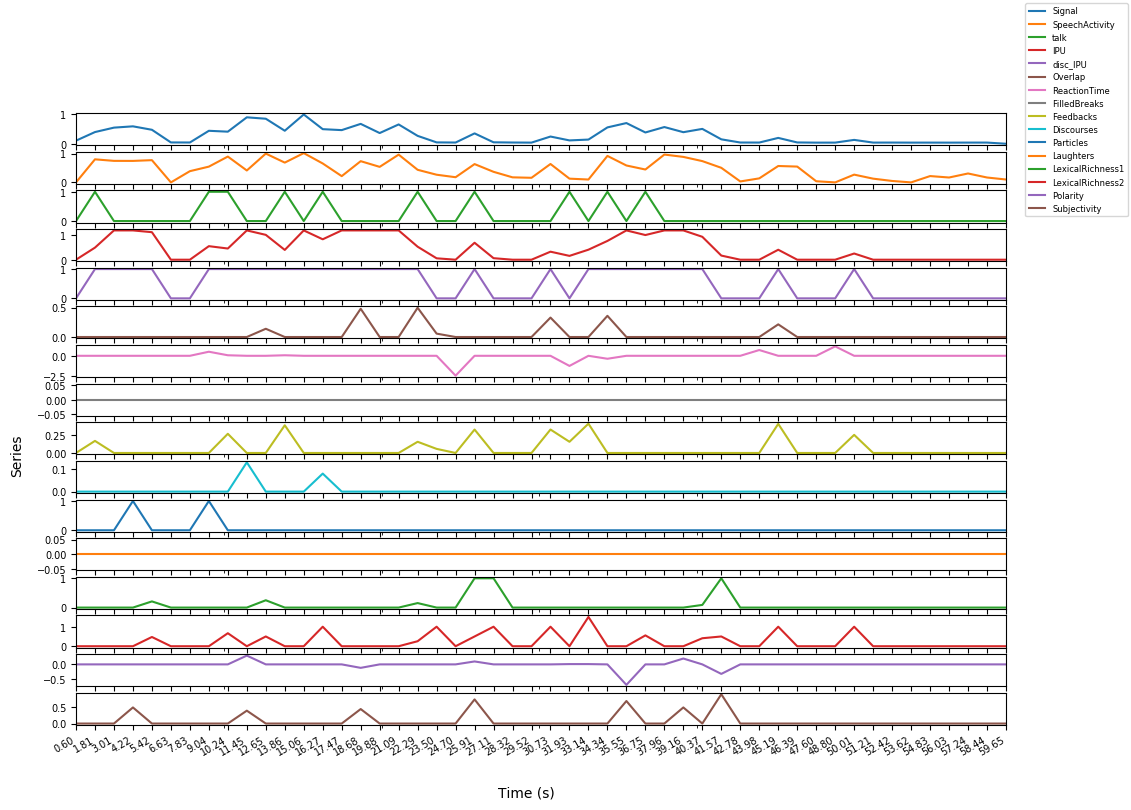 Signal
SpeechActivity
talk
IPU
disc_IPU
Overlap
ReactionTime
FilledBreaks
Feedbacks
Discourses
Particles
Laughters
LexicalRichness1
LexicalRichness2
Polarity
Subjectivity
1
0
1
0
1
0
1
0
1
0
0.5
0.0
0.0
−2.5
0.05
0.00
−0.05
0.25
0.00
0.1
0.0
1
0
0.05
0.00
−0.05
1
0
1
0
0.0
−0.5
0.5
0.0
Series
0.60 1.81 3.01 4.22 5.42 6.63 7.83 9.04 10.24 11.45 12.65 13.86 15.06 16.27 17.47 18.68 19.88 21.09 22.29 23.50 24.70 25.91 27.11 28.32 29.52 30.73 31.93 33.14 34.34 35.55 36.75 37.96 39.16 40.37 41.57 42.78 43.98 45.19 46.39 47.60 48.80 50.01 51.21 52.42 53.62 54.83 56.03 57.24 58.44 59.65
Time (s)